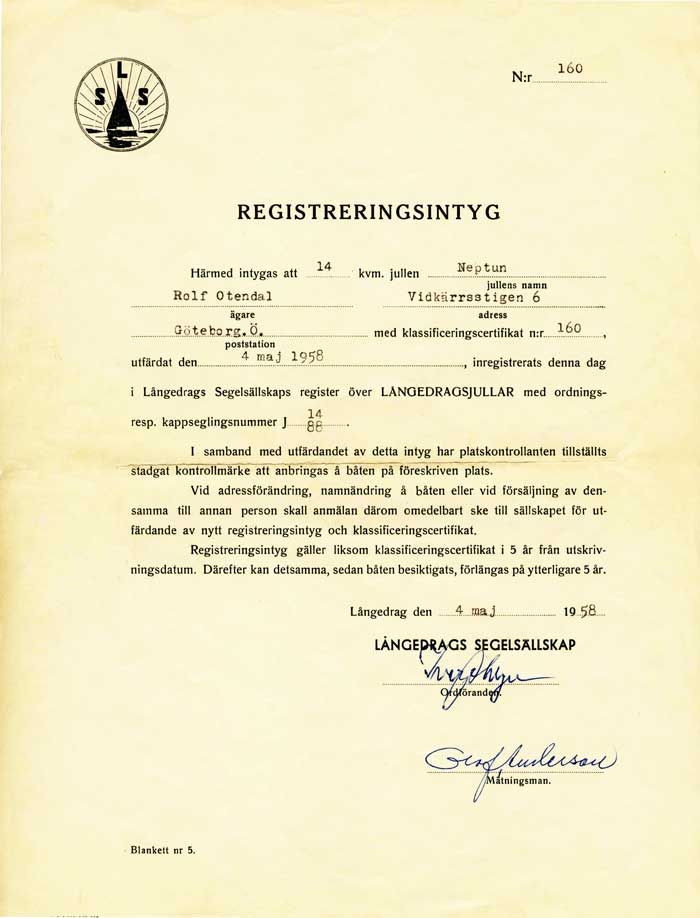 L
S S
N:r 160
REGISTRERINGSINTYG
Härmed intygas att 14 kvm. jullen Neptun
jullens namn
Rolf Otendal Vidkärrsstigen 6
ägare adress
Göteborg.Ö. med klassificeringscertifikat n:r 160,
poststation
utfärdat den 4 maj 1958, inregistrerats denna dag
i Långedrags Segelsällskaps register över LÅNGEDRAGSJULLAR med ordnings-
resp. kappseglingsnummer J 14
88.
I samband med utfärdandet av detta intyg har platskontrollanten tillställts
stadgat kontrollmärke att anbringas å båten på föreskriven plats.
Vid adressförändring, namnändring å båten eller vid försäljning av den-
samma till annan person skall anmälan därom omedelbart ske till sällskapet för ut-
färdande av nytt registreringsintyg och klassificeringscertifikat.
Registreringsintyg gäller liksom klassificeringscertifikat i 5 år från utskriv-
ningsdatum. Därefter kan detsamma, sedan båten besiktigats, förlängas på ytterligare 5 år.
Långedrag den 4 maj 1958
LÅNGEDRAGS SEGELSÄLLSKAP
Ordföranden.
Olof Anderson
Mätningsman.
Blankett nr 5.